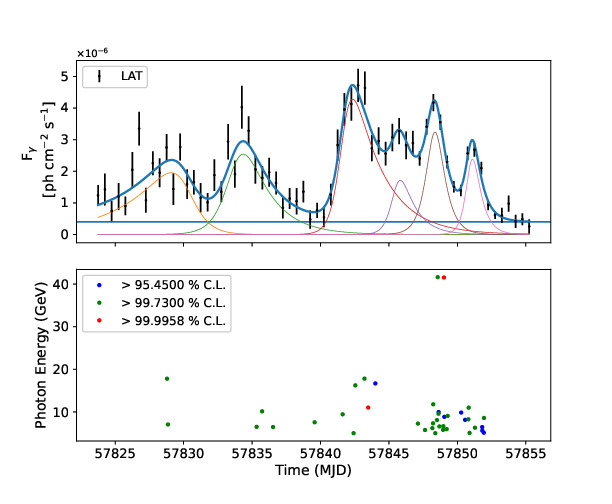 ×10⁻⁶
LAT
5
4
3
2
1
0
Fγ
[ph cm⁻² s⁻¹]
> 95.4500 % C.L.
> 99.7300 % C.L.
> 99.9958 % C.L.
40
30
20
10
Photon Energy (GeV)
57825 57830 57835 57840 57845 57850 57855
Time (MJD)